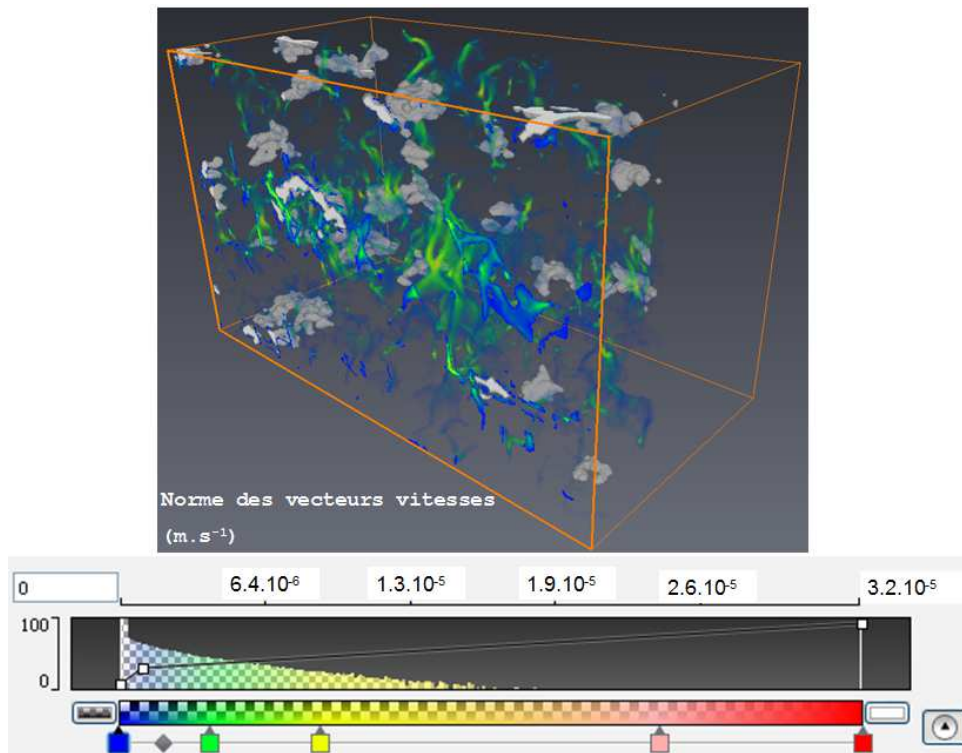 Norme des vecteurs vitesses
(m.s⁻¹)
0 6.4.10⁻⁶ 1.3.10⁻⁵ 1.9.10⁻⁵ 2.6.10⁻⁵ 3.2.10⁻⁵
100
0